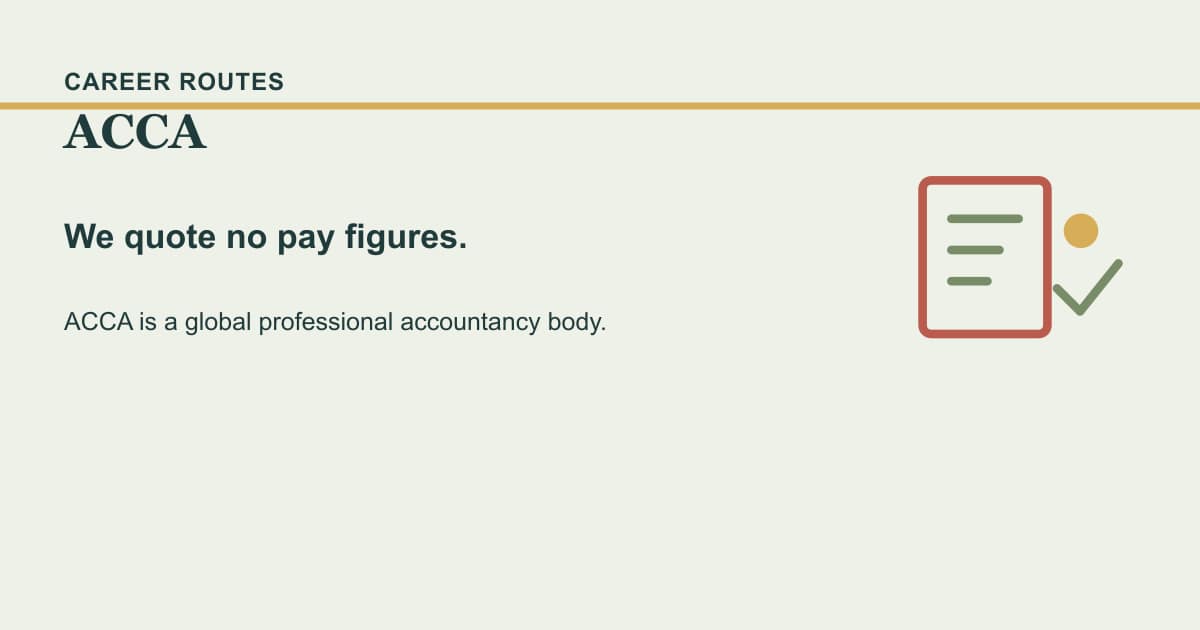 CAREER ROUTES
ACCA
We quote no pay figures.
ACCA is a global professional accountancy body.